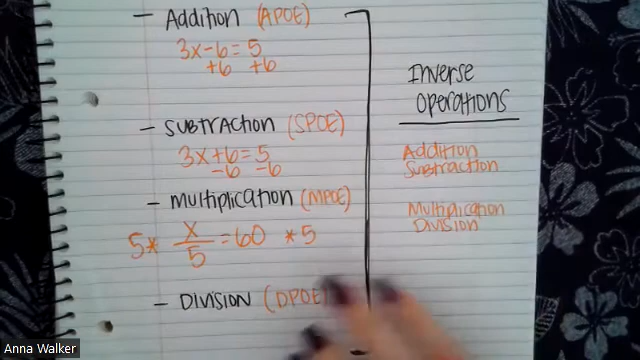 – Addition (APOE)
3x-6=5
+6 +6
– Subtraction (SPOE)
3x+6=5
-6 -6
– Multiplication (MPOE)
5* x/5 =60 *5
– Division (DPOE)
Inverse
Operations
Addition
Subtraction
Multiplication
Division
Anna Walker